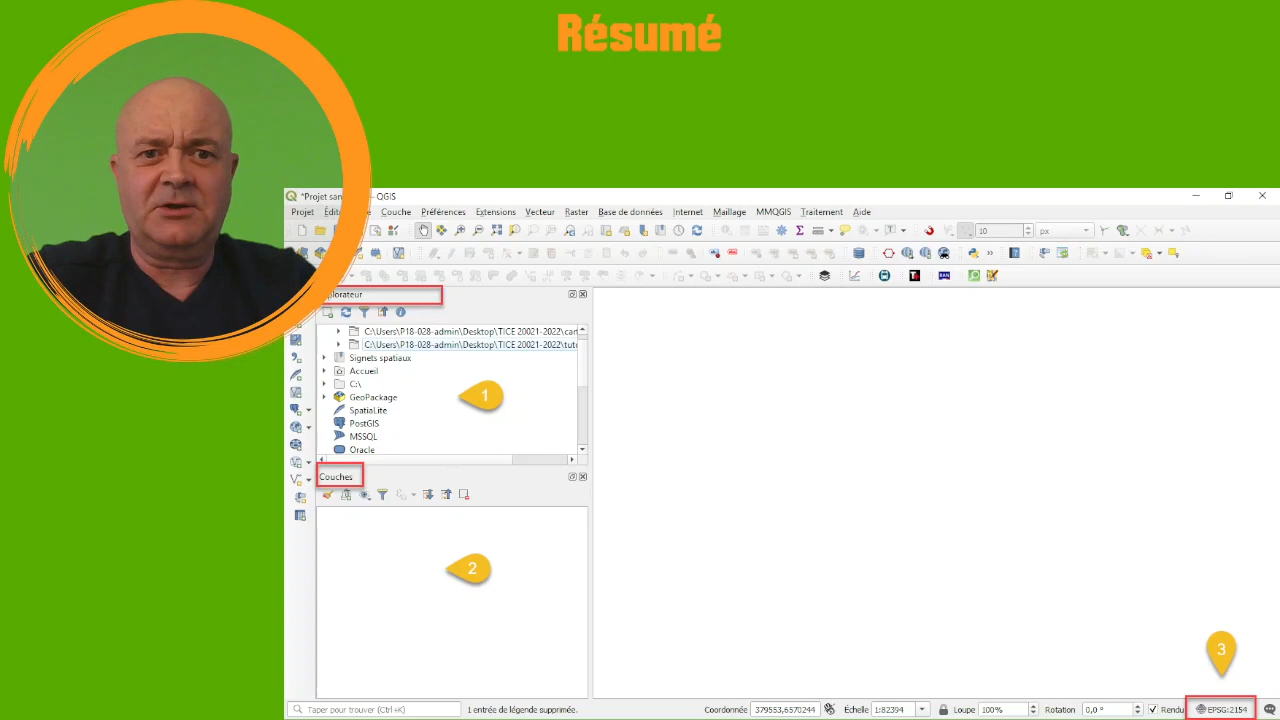 Résumé
*Projet san — QGIS
Projet Édit Couche Préférences Extensions Vecteur Raster Base de données Internet Maillage MMQGIS Traitement Aide
10 px
BAN
plorateur
C:\Users\P18-028-admin\Desktop\TICE 20021-2022\car
C:\Users\P18-028-admin\Desktop\TICE 20021-2022\tut
Signets spatiaux
Accueil
C:\
GeoPackage
1
SpatiaLite
PostGIS
MSSQL
Oracle
Couches
2
3
Taper pour trouver (Ctrl+K) 1 entrée de légende supprimée. Coordonnée 379553,6570244 Échelle 1:82394 Loupe 100% Rotation 0,0 ° Rendu EPSG:2154